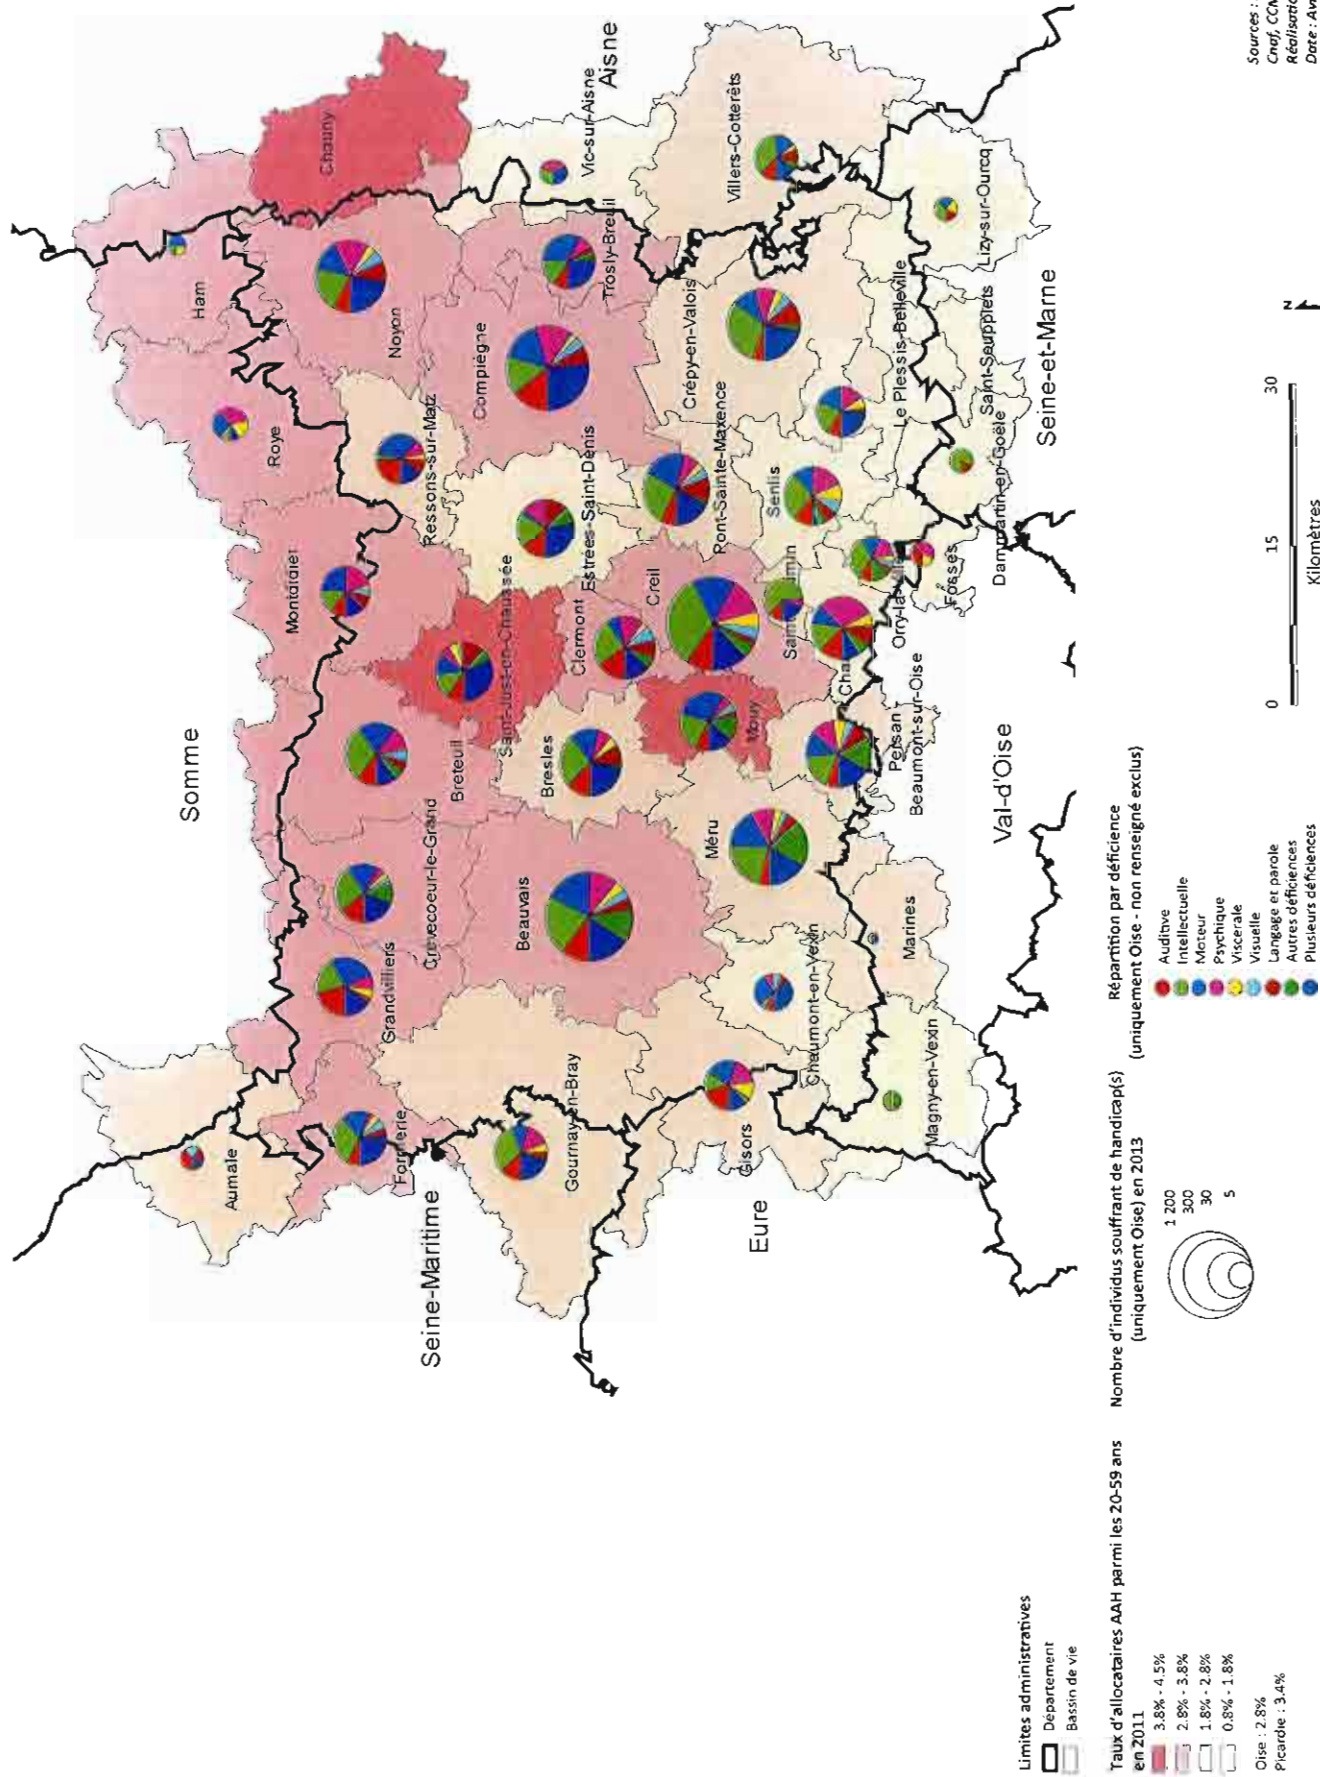 Somme
Aisne
Seine-Maritime
Eure
Val-d'Oise
Seine-et-Marne
Aumale
Formerie
Grandvilliers
Crèvecoeur-le-Grand
Breteuil
Montdidier
Roye
Ham
Chauny
Noyon
Ressons-sur-Matz
Compiègne
Trosly-Breuil
Vic-sur-Aisne
Saint-Just-en-Chaussée
Estrées-Saint-Denis
Clermont
Bresles
Beauvais
Gournay-en-Bray
Gisors
Chaumont-en-Vexin
Magny-en-Vexin
Marines
Méru
Mouy
Creil
Pont-Sainte-Maxence
Crépy-en-Valois
Villers-Cotterêts
Senlis
Le Plessis-Belleville
Lizy-sur-Ourcq
Saint-Soupplets
Dammartin-en-Goële
Fosses
Persan -
Beaumont-sur-Oise
Limites administratives
Département
Bassin de vie
Taux d'allocataires AAH parmi les 20-59 ans
en 2011
3.8% - 4.5%
2.8% - 3.8%
1.8% - 2.8%
0.8% - 1.8%
Oise : 2.8%
Picardie : 3.4%
Nombre d'individus souffrant de handicap(s)
(uniquement Oise) en 2013
1 200
300
30
5
Répartition par déficience
(uniquement Oise - non renseigné exclus)
Auditive
Intellectuelle
Moteur
Psychique
Viscerale
Visuelle
Langage et parole
Autres déficiences
Plusieurs déficiences
0
15
30
Kilomètres
N
Sources :
Cnaf,
Réalisation
Date :